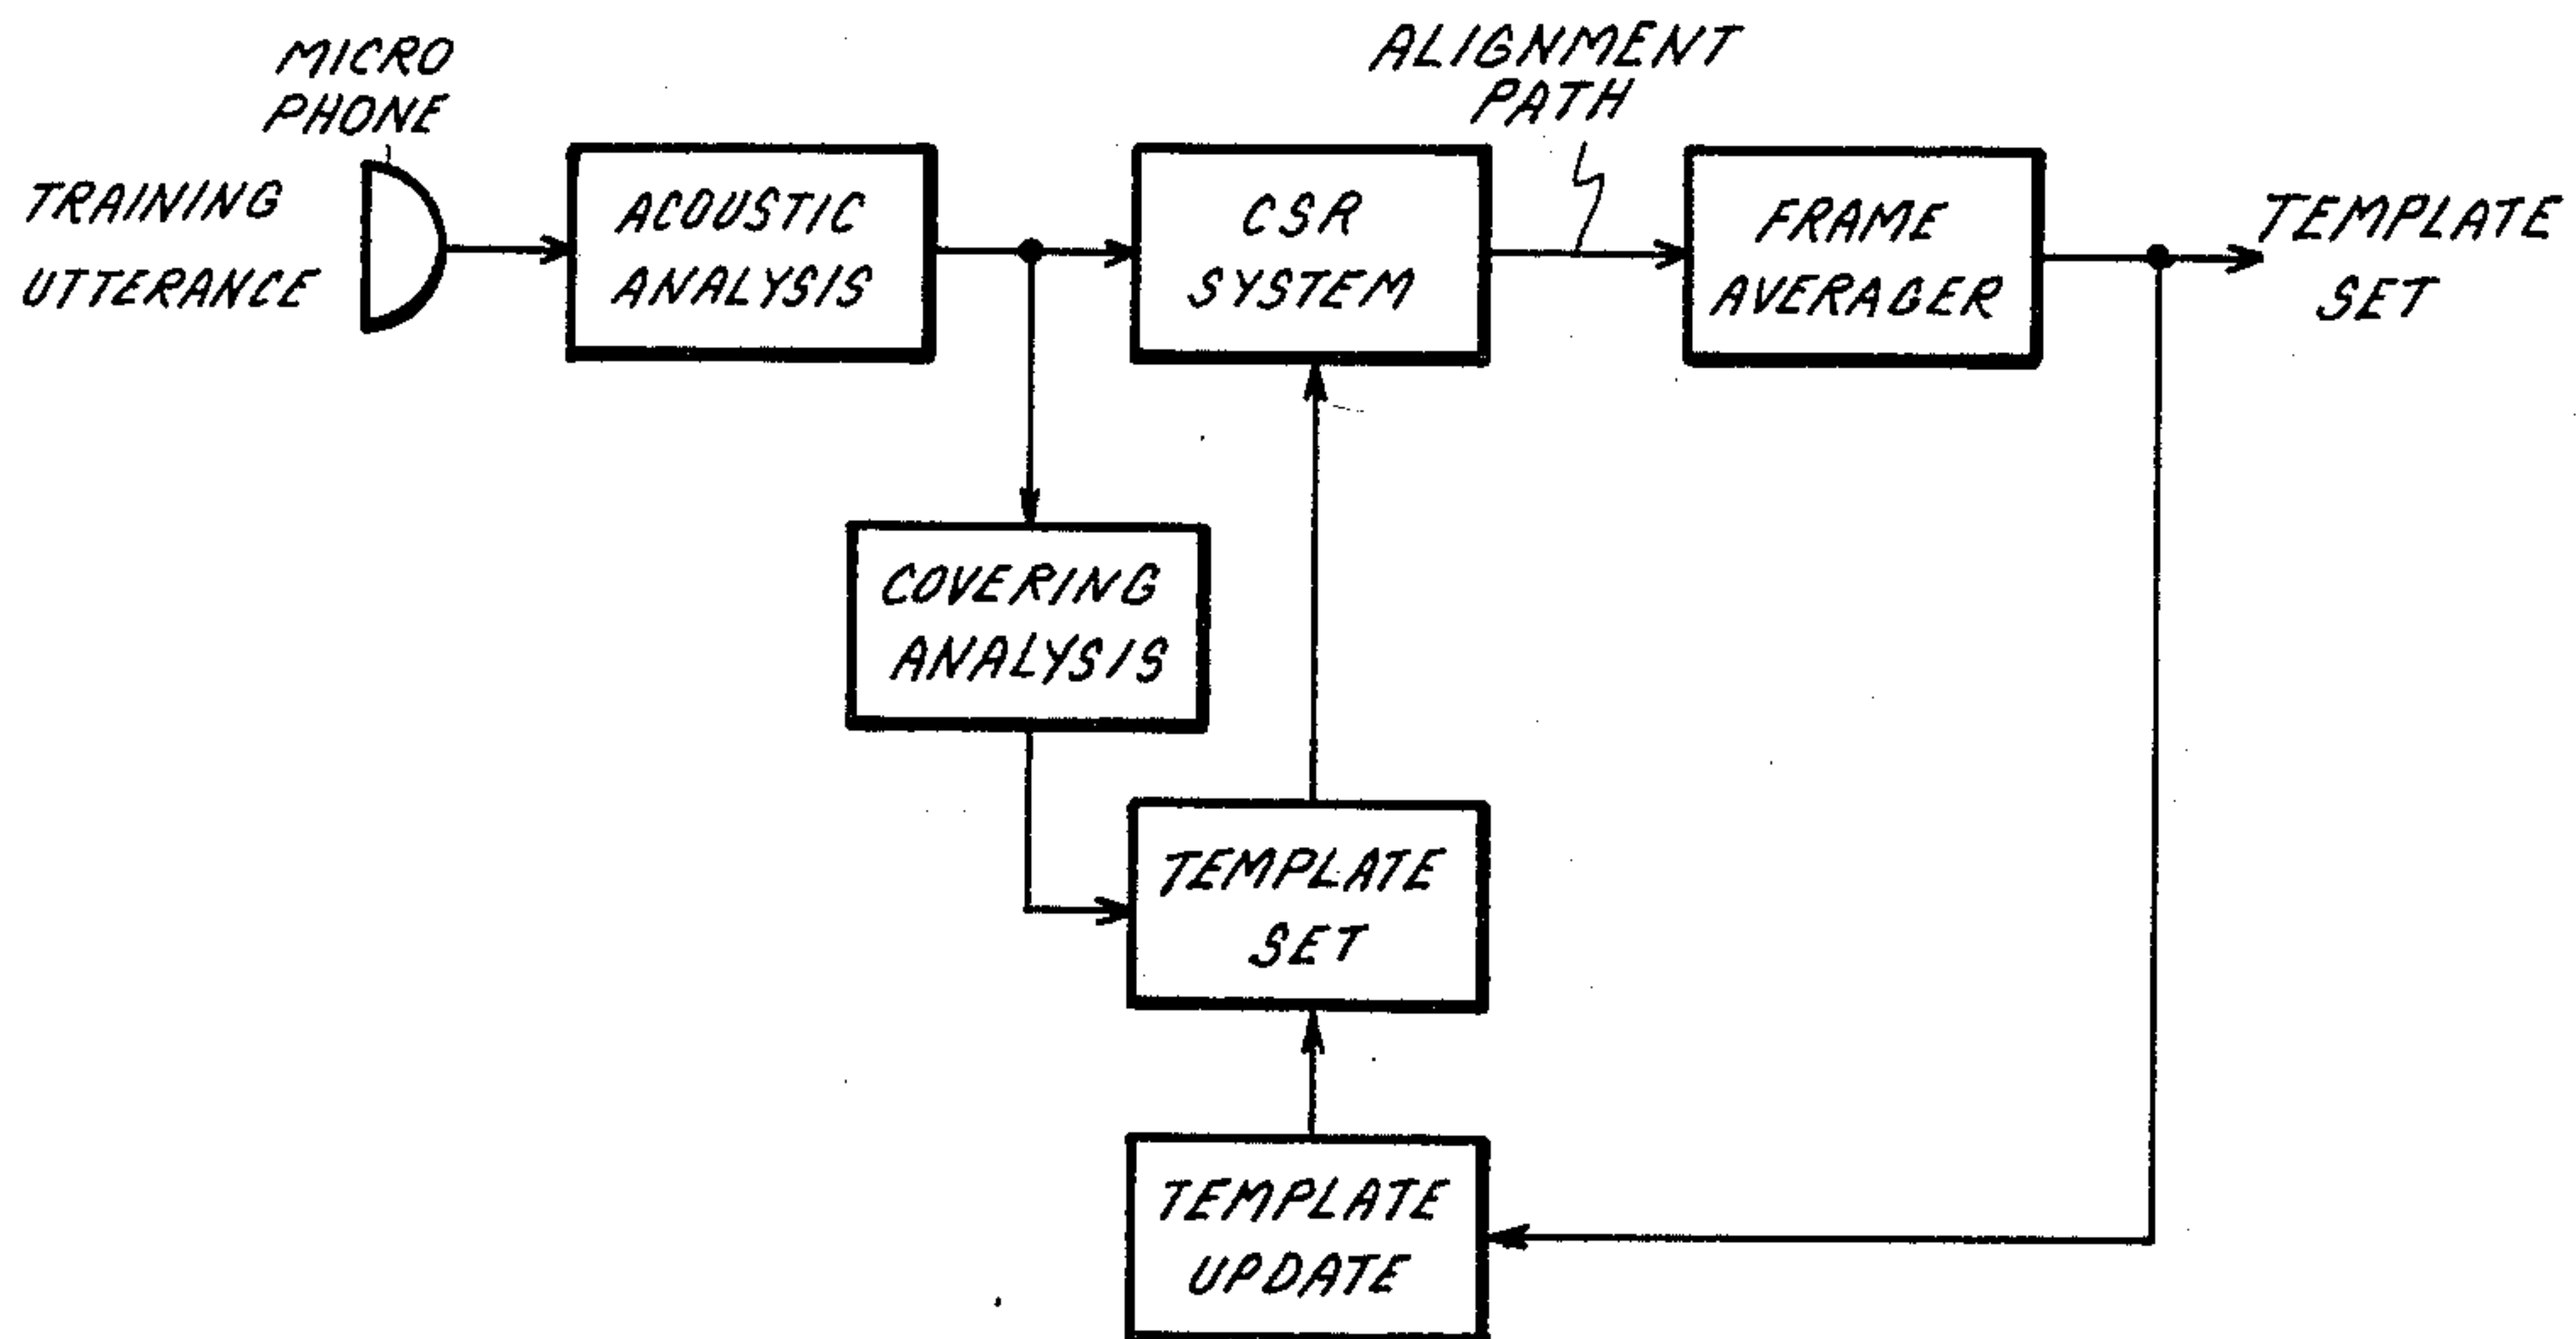 MICRO
PHONE
TRAINING
UTTERANCE
ACOUSTIC
ANALYSIS
CSR
SYSTEM
ALIGNMENT
PATH
FRAME
AVERAGER
TEMPLATE
SET
COVERING
ANALYSIS
TEMPLATE
SET
TEMPLATE
UPDATE